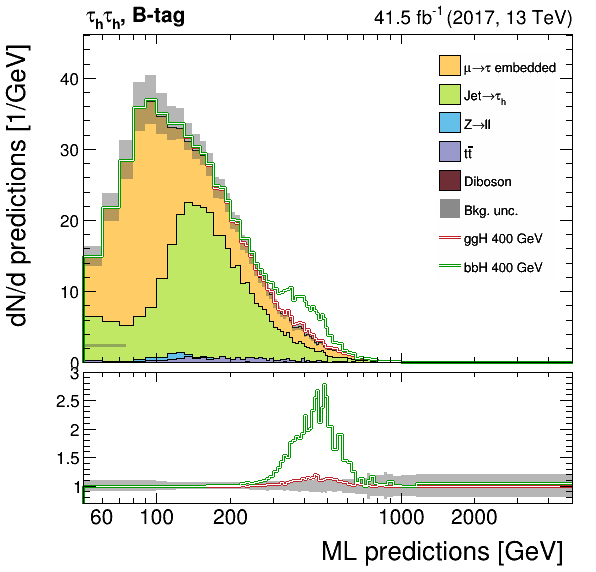 τhτh, B-tag
41.5 fb-1 (2017, 13 TeV)
dN/d predictions [1/GeV]
40
30
20
10
0
μ→τ embedded
Jet→τh
Z→ll
tt̄
Diboson
Bkg. unc.
ggH 400 GeV
bbH 400 GeV
3
2.5
2
1.5
1
60 100 200 1000 2000
ML predictions [GeV]